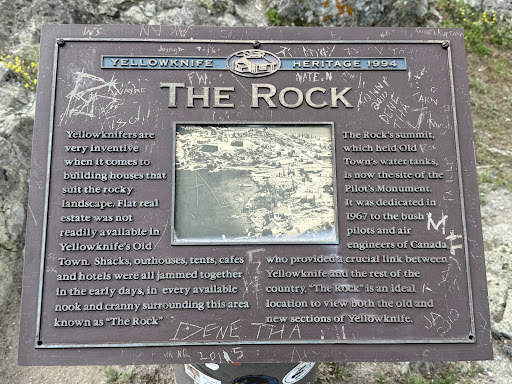 YELLOWKNIFE HERITAGE 1994
THE ROCK
Yellowknifers are
very inventive
when it comes to
building houses that
suit the rocky
landscape. Flat real
estate was not
readily available in
Yellowknife's Old
Town. Shacks, outhouses, tents, cafes
and hotels were all jammed together
in the early days, in every available
nook and cranny surrounding this area
known as "The Rock"
The Rock's summit,
which held Old
Town's water tanks,
is now the site of the
Pilot's Monument.
It was dedicated in
1967 to the bush
pilots and air
engineers of Canada
who provided a crucial link between
Yellowknife and the rest of the
country. "The Rock" is an ideal
location to view both the old and
new sections of Yellowknife.
NATE.N
DENE THA